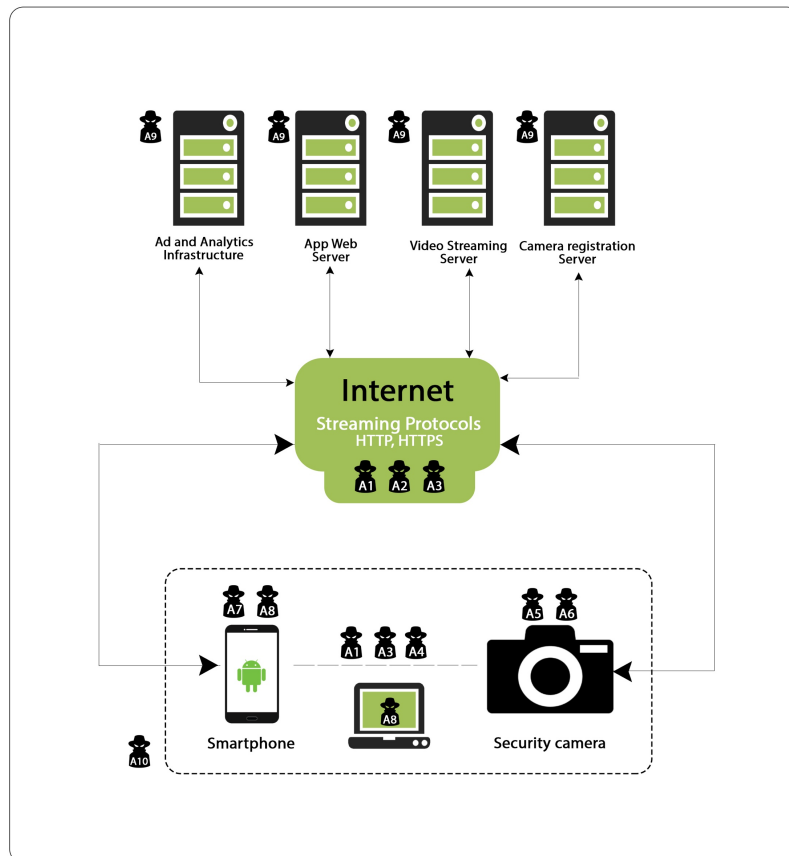 A9
A9
A9
A9
Ad and Analytics
Infrastructure
App Web
Server
Video Streaming
Server
Camera registration
Server
Internet
Streaming Protocols
HTTP, HTTPS
A1
A2
A3
A7
A8
A1
A3
A4
A5
A6
A8
Smartphone
Security camera
A10